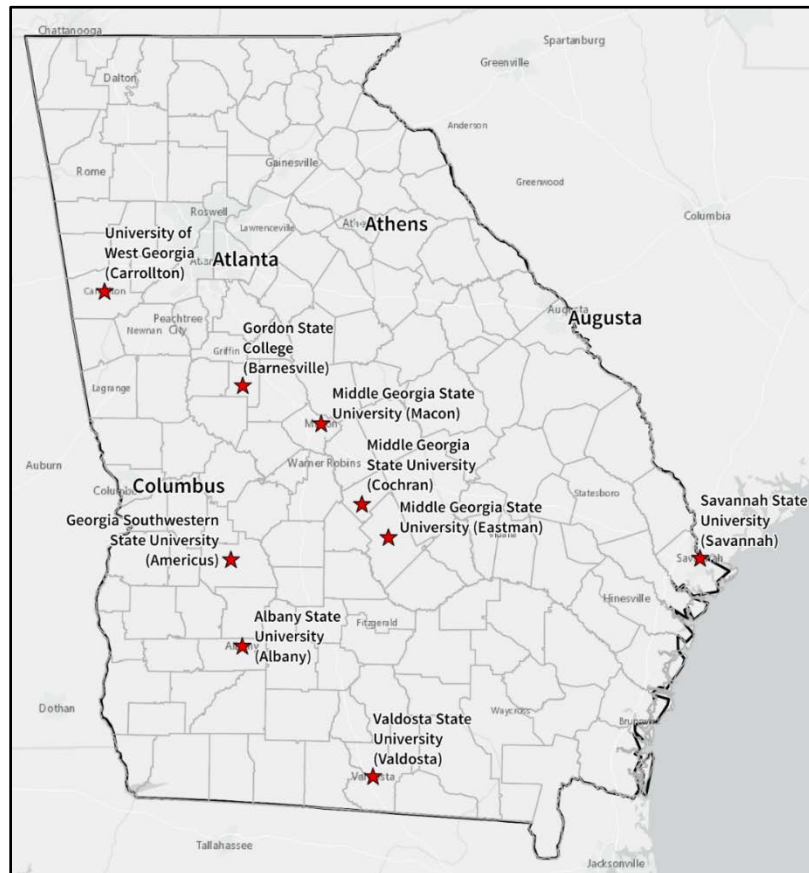 Chattanooga
Spartanburg
Greenville
Dalton
Anderson
Gainesville
Rome
Greenwood
Roswell
Columbia
Lawrenceville
Athens
University of
West Georgia
(Carrollton)
Atlanta
Augusta
Peachtree
City
Newnan
Gordon State
College
(Barnesville)
Griffin
Lagrange
Middle Georgia State
University (Macon)
Middle Georgia
State University
(Cochran)
Warner Robins
Auburn
Columbus
Statesboro
Savannah State
University
(Savannah)
Middle Georgia State
University (Eastman)
Georgia Southwestern
State University
(Americus)
Savannah
Hinesville
Albany State
University
(Albany)
Fitzgerald
Dothan
Waycross
Valdosta State
University
(Valdosta)
Valdosta
Tallahassee
Jacksonville